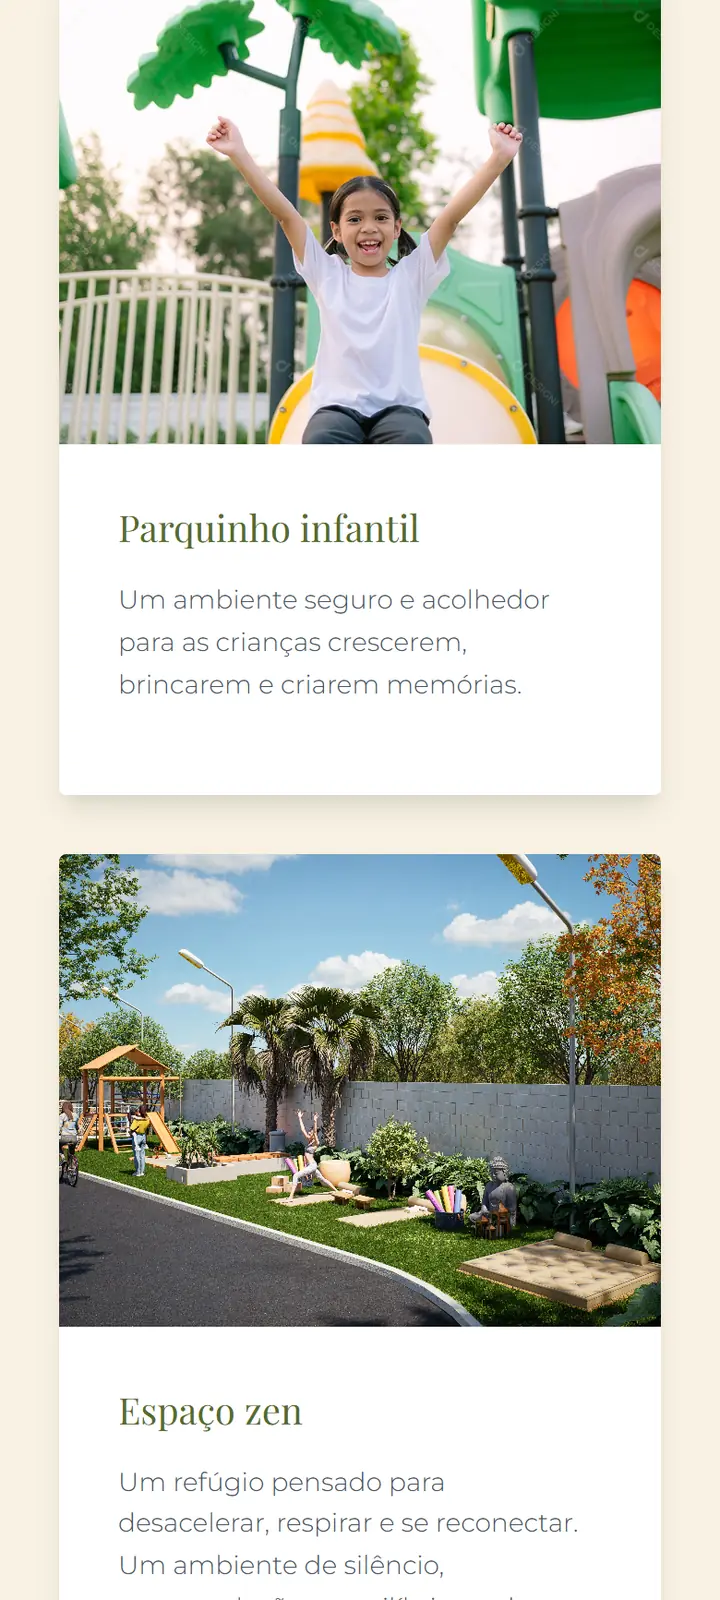 Parquinho infantil
Um ambiente seguro e acolhedor
para as crianças crescerem,
brincarem e criarem memórias.
Espaço zen
Um refúgio pensado para
desacelerar, respirar e se reconectar.
Um ambiente de silêncio,